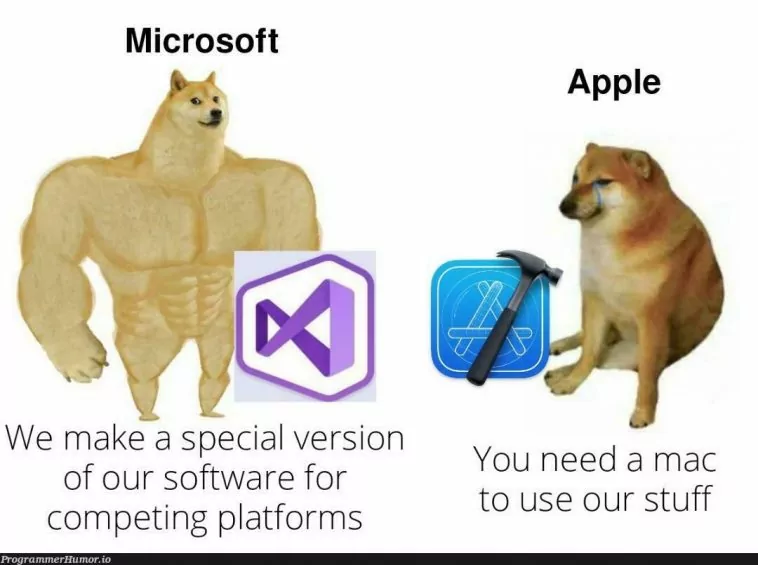 Microsoft
Apple
We make a special version
of our software for
competing platforms
You need a mac
to use our stuff
ProgrammerHumor.io